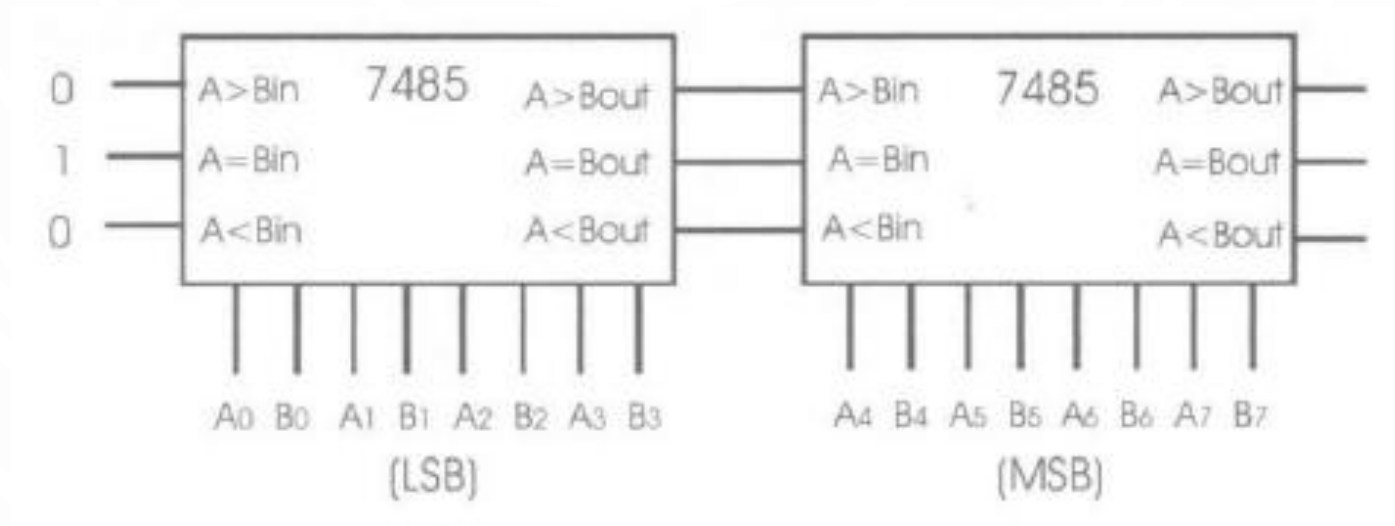 0 A>Bin 7485 A>Bout A>Bin 7485 A>Bout
1 A=Bin A=Bout A=Bin A=Bout
0 A<Bin A<Bout A<Bin A<Bout
A0 B0 A1 B1 A2 B2 A3 B3 A4 B4 A5 B5 A6 B6 A7 B7
(LSB) (MSB)